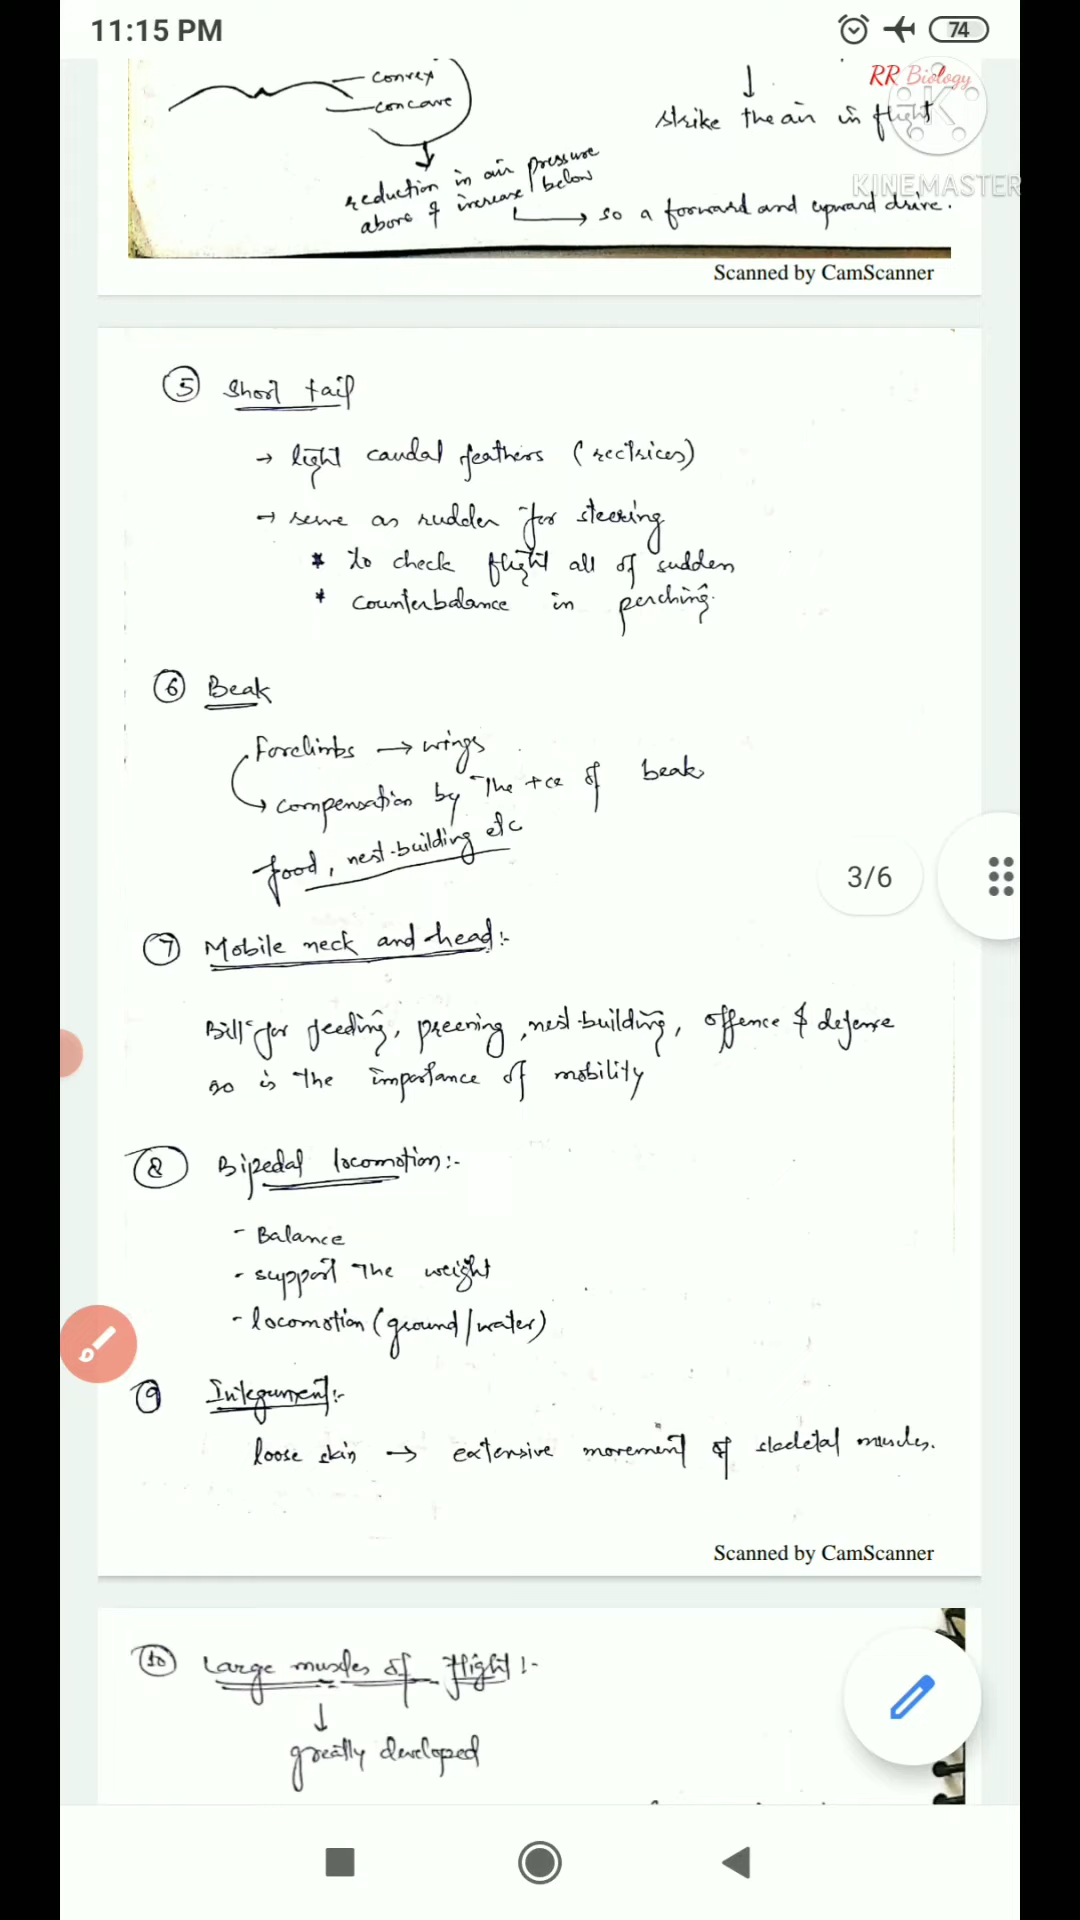 11:15 PM
74
RR Biology
convex
concave
strike the air in flight
KINEMASTER
reduction in air pressure
above & increase below
so a forward and upward drive.
Scanned by CamScanner
5 Short tail
→ light caudal feathers (rectrices)
→ serve as rudder for steering
* to check flight all of sudden
* counterbalance in perching.
6 Beak
Forelimbs → wings
→ compensation by the +ce of beak
food, nest-building etc
3/6
7 Mobile neck and head:-
Bill for feeding, preening, nest-building, offence & defense
so is the importance of mobility
8 Bipedal locomotion:-
- Balance
- support the weight
- locomotion (ground/water)
9 Integument:-
loose skin → extensive movement of skeletal muscles.
Scanned by CamScanner
10 Large muscles of flight:-
↓
greatly developed